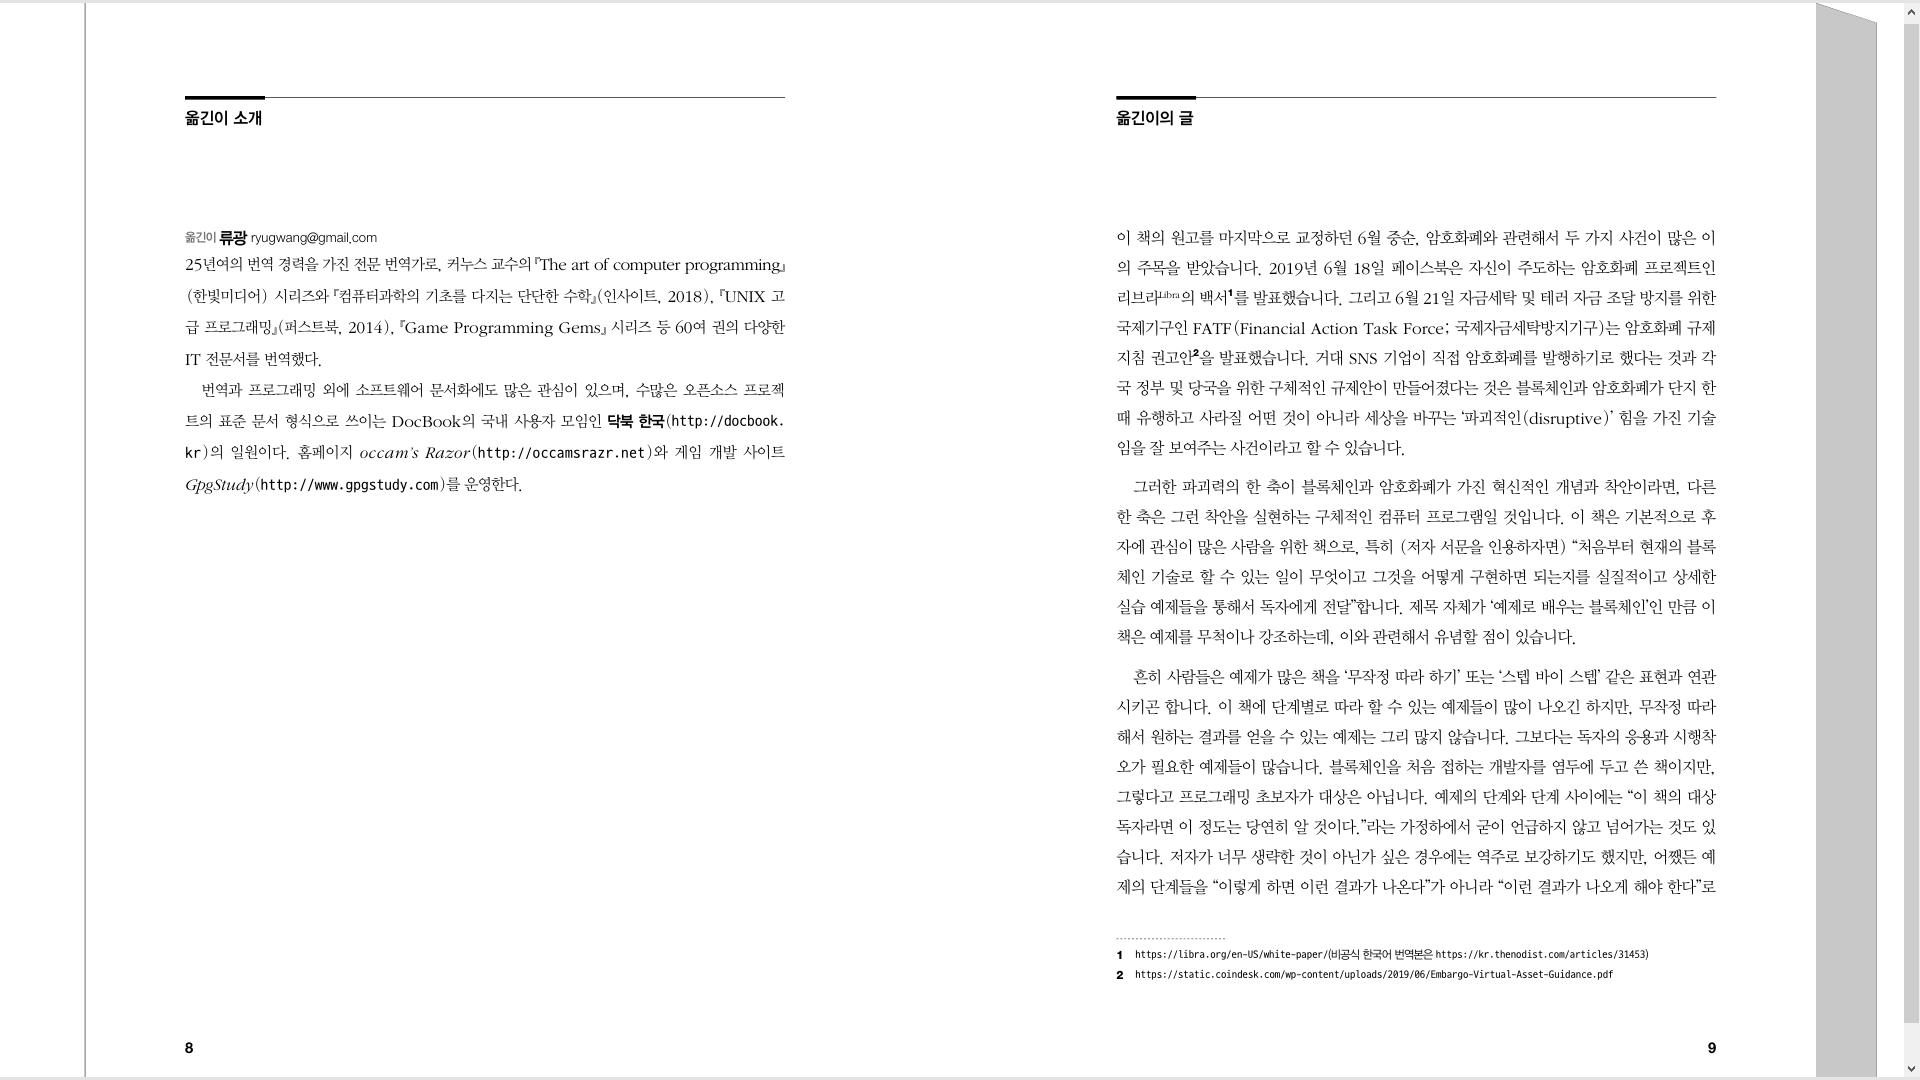 옮긴이 소개
옮긴이 류광 ryugwang@gmail.com
25년여의 번역 경력을 가진 전문 번역가로, 커누스 교수의 『The art of computer programming』
(한빛미디어) 시리즈와 『컴퓨터과학의 기초를 다지는 단단한 수학』(인사이트, 2018), 『UNIX 고
급 프로그래밍』(퍼스트북, 2014), 『Game Programming Gems』 시리즈 등 60여 권의 다양한
IT 전문서를 번역했다.
번역과 프로그래밍 외에 소프트웨어 문서화에도 많은 관심이 있으며, 수많은 오픈소스 프로젝
트의 표준 문서 형식으로 쓰이는 DocBook의 국내 사용자 모임인 닥북 한국(http://docbook.
kr)의 일원이다. 홈페이지 occam's Razor(http://occamsrazr.net)와 게임 개발 사이트
GpgStudy(http://www.gpgstudy.com)를 운영한다.
8
옮긴이의 글
이 책의 원고를 마지막으로 교정하던 6월 중순, 암호화폐와 관련해서 두 가지 사건이 많은 이
의 주목을 받았습니다. 2019년 6월 18일 페이스북은 자신이 주도하는 암호화폐 프로젝트인
리브라Libra의 백서1를 발표했습니다. 그리고 6월 21일 자금세탁 및 테러 자금 조달 방지를 위한
국제기구인 FATF(Financial Action Task Force; 국제자금세탁방지기구)는 암호화폐 규제
지침 권고안2을 발표했습니다. 거대 SNS 기업이 직접 암호화폐를 발행하기로 했다는 것과 각
국 정부 및 당국을 위한 구체적인 규제안이 만들어졌다는 것은 블록체인과 암호화폐가 단지 한
때 유행하고 사라질 어떤 것이 아니라 세상을 바꾸는 ‘파괴적인(disruptive)’ 힘을 가진 기술
임을 잘 보여주는 사건이라고 할 수 있습니다.
그러한 파괴력의 한 축이 블록체인과 암호화폐가 가진 혁신적인 개념과 착안이라면, 다른
한 축은 그런 착안을 실현하는 구체적인 컴퓨터 프로그램일 것입니다. 이 책은 기본적으로 후
자에 관심이 많은 사람을 위한 책으로, 특히 (저자 서문을 인용하자면) “처음부터 현재의 블록
체인 기술로 할 수 있는 일이 무엇이고 그것을 어떻게 구현하면 되는지를 실질적이고 상세한
실습 예제들을 통해서 독자에게 전달”합니다. 제목 자체가 ‘예제로 배우는 블록체인’인 만큼 이
책은 예제를 무척이나 강조하는데, 이와 관련해서 유념할 점이 있습니다.
흔히 사람들은 예제가 많은 책을 ‘무작정 따라 하기’ 또는 ‘스텝 바이 스텝’ 같은 표현과 연관
시키곤 합니다. 이 책에 단계별로 따라 할 수 있는 예제들이 많이 나오긴 하지만, 무작정 따라
해서 원하는 결과를 얻을 수 있는 예제는 그리 많지 않습니다. 그보다는 독자의 응용과 시행착
오가 필요한 예제들이 많습니다. 블록체인을 처음 접하는 개발자를 염두에 두고 쓴 책이지만,
그렇다고 프로그래밍 초보자가 대상은 아닙니다. 예제의 단계와 단계 사이에는 “이 책의 대상
독자라면 이 정도는 당연히 알 것이다.”라는 가정하에서 굳이 언급하지 않고 넘어가는 것도 있
습니다. 저자가 너무 생략한 것이 아닌가 싶은 경우에는 역주로 보강하기도 했지만, 어쨌든 예
제의 단계들을 “이렇게 하면 이런 결과가 나온다”가 아니라 “이런 결과가 나오게 해야 한다”로
1 https://libra.org/en-US/white-paper/(비공식 한국어 번역본은 https://kr.thenodist.com/articles/31453)
2 https://static.coindesk.com/wp-content/uploads/2019/06/Embargo-Virtual-Asset-Guidance.pdf
9